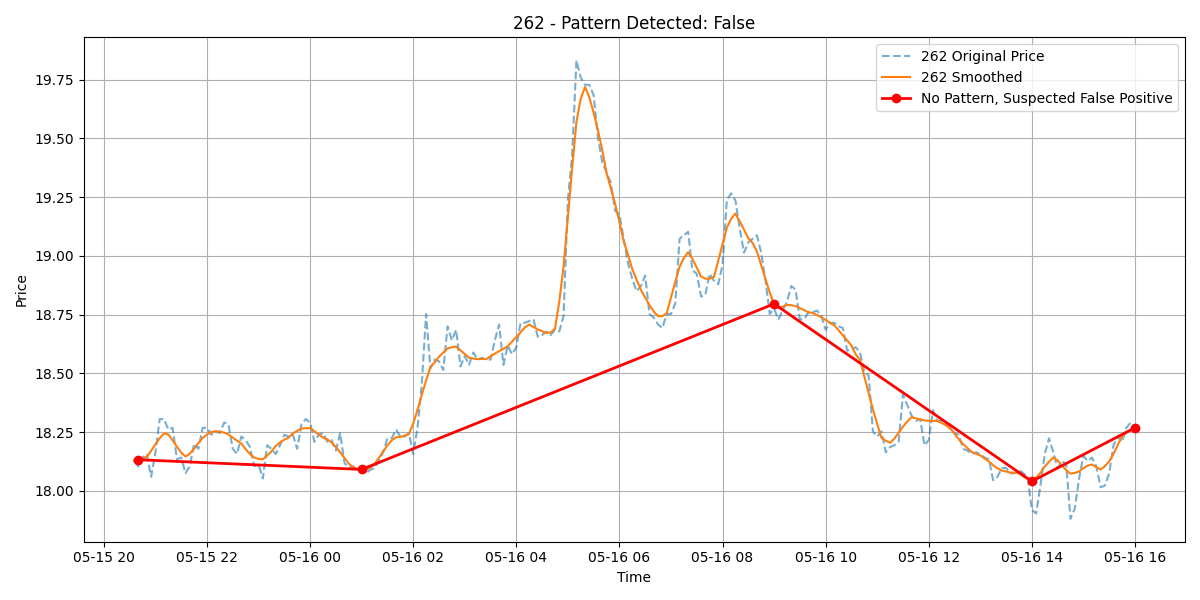 262 - Pattern Detected: False
262 Original Price
262 Smoothed
No Pattern, Suspected False Positive
Price
19.75
19.50
19.25
19.00
18.75
18.50
18.25
18.00
05-15 20 05-15 22 05-16 00 05-16 02 05-16 04 05-16 06 05-16 08 05-16 10 05-16 12 05-16 14 05-16 16
Time